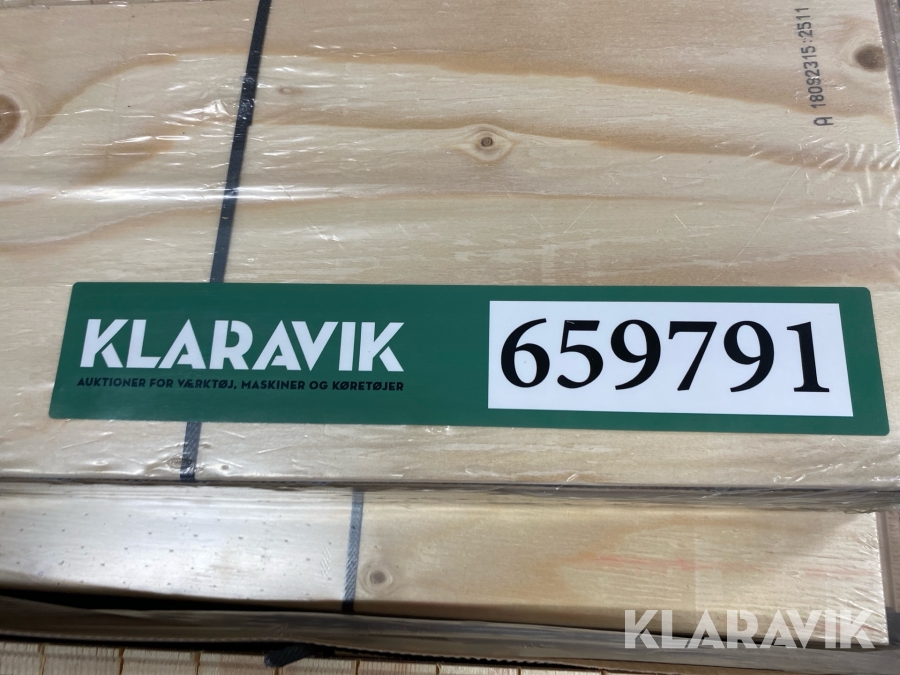 A 18092315:2511
KLARAVIK
AUKTIONER FOR VÆRKTØJ, MASKINER OG KØRETØJER
659791
KLARAVIK